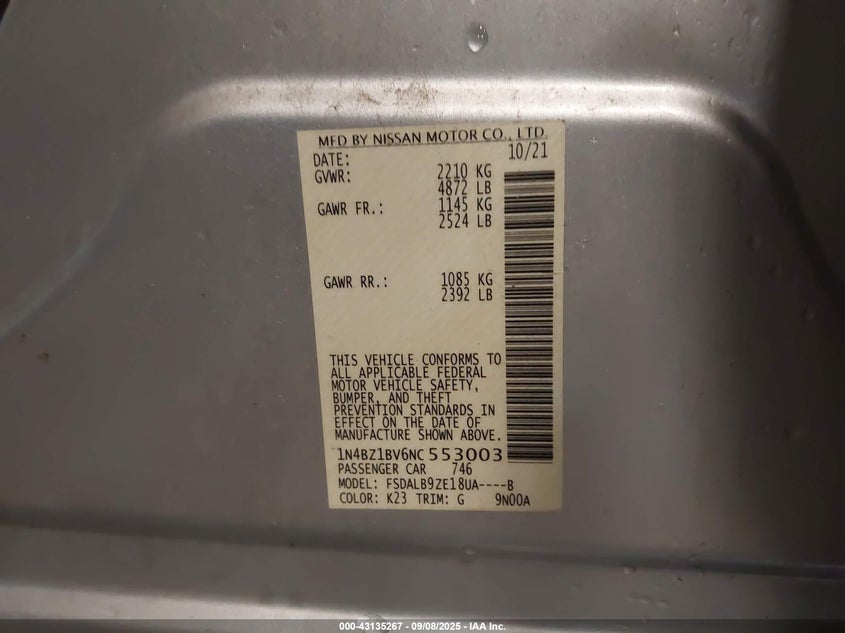 MFD BY NISSAN MOTOR CO., LTD.
DATE: 10/21
GVWR: 2210 KG
4872 LB
GAWR FR.: 1145 KG
2524 LB
GAWR RR.: 1085 KG
2392 LB
THIS VEHICLE CONFORMS TO
ALL APPLICABLE FEDERAL
MOTOR VEHICLE SAFETY,
BUMPER, AND THEFT
PREVENTION STANDARDS IN
EFFECT ON THE DATE OF
MANUFACTURE SHOWN ABOVE.
1N4BZ1BV6NC 553003
PASSENGER CAR 746
MODEL: FSDALB9ZE18UA----B
COLOR: K23 TRIM: G 9N00A
000-43135267 - 09/08/2025 - IAA Inc.